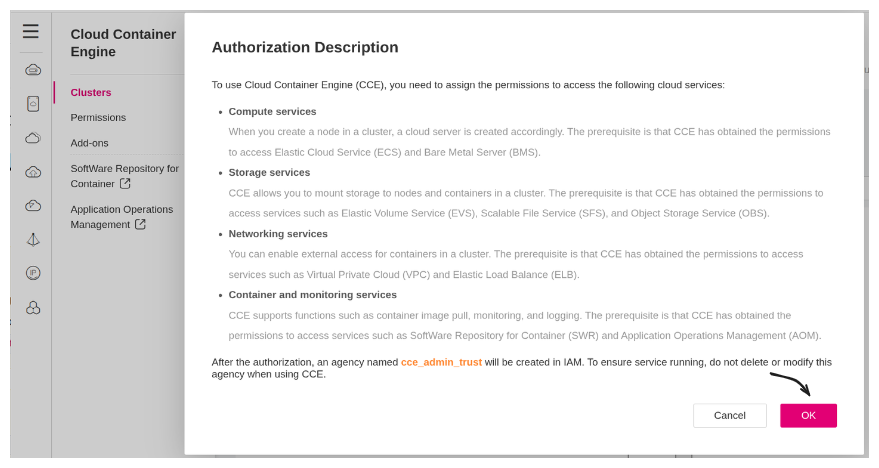 Cloud Container
Engine
Clusters
Permissions
Add-ons
SoftWare Repository for
Container
Application Operations
Management
IP
Authorization Description
To use Cloud Container Engine (CCE), you need to assign the permissions to access the following cloud services:
• Compute services
When you create a node in a cluster, a cloud server is created accordingly. The prerequisite is that CCE has obtained the permissions
to access Elastic Cloud Service (ECS) and Bare Metal Server (BMS).
• Storage services
CCE allows you to mount storage to nodes and containers in a cluster. The prerequisite is that CCE has obtained the permissions to
access services such as Elastic Volume Service (EVS), Scalable File Service (SFS), and Object Storage Service (OBS).
• Networking services
You can enable external access for containers in a cluster. The prerequisite is that CCE has obtained the permissions to access
services such as Virtual Private Cloud (VPC) and Elastic Load Balance (ELB).
• Container and monitoring services
CCE supports functions such as container image pull, monitoring, and logging. The prerequisite is that CCE has obtained the
permissions to access services such as SoftWare Repository for Container (SWR) and Application Operations Management (AOM).
After the authorization, an agency named cce_admin_trust will be created in IAM. To ensure service running, do not delete or modify this
agency when using CCE.
Cancel
OK